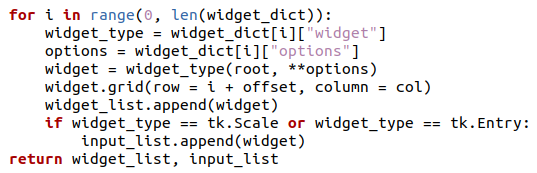 for i in range(0, len(widget_dict)):
    widget_type = widget_dict[i]["widget"]
    options = widget_dict[i]["options"]
    widget = widget_type(root, **options)
    widget.grid(row = i + offset, column = col)
    widget_list.append(widget)
    if widget_type == tk.Scale or widget_type == tk.Entry:
        input_list.append(widget)
return widget_list, input_list